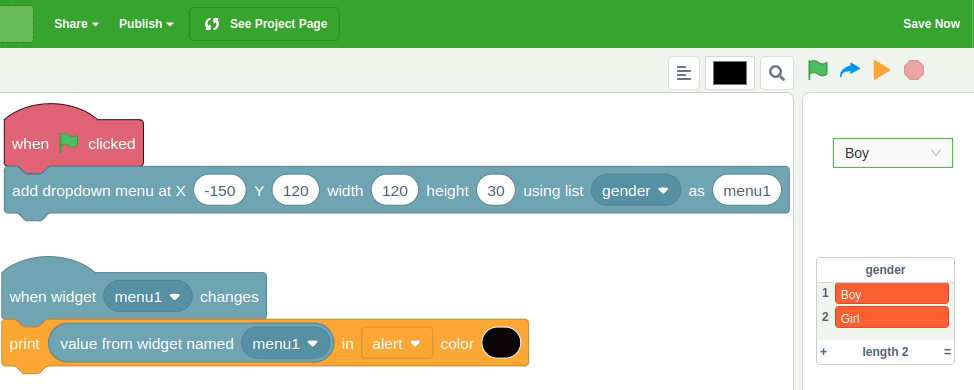 Share Publish See Project Page Save Now
when clicked
add dropdown menu at X -150 Y 120 width 120 height 30 using list gender as menu1
when widget menu1 changes
print value from widget named menu1 in alert color
Boy
gender
1 Boy
2 Girl
+ length 2 =